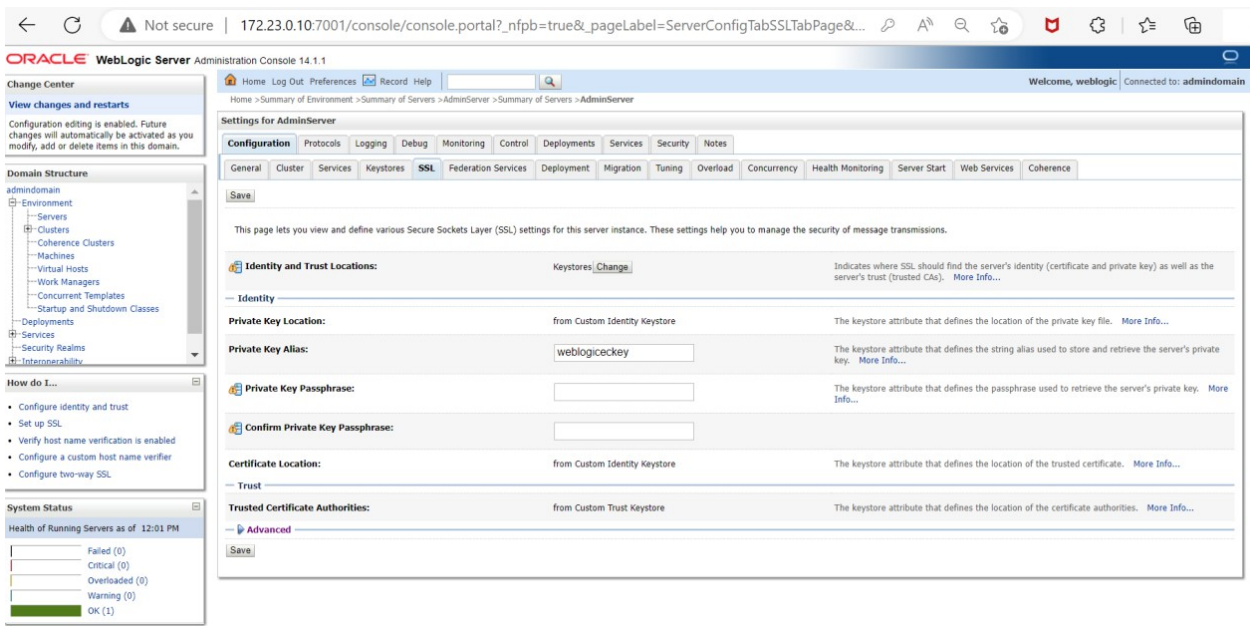 Not secure | 172.23.0.10:7001/console/console.portal?_nfpb=true&_pageLabel=ServerConfigTabSSLTabPage&...
ORACLE WebLogic Server Administration Console 14.1.1
Change Center
View changes and restarts
Configuration editing is enabled. Future
changes will automatically be activated as you
modify, add or delete items in this domain.
Domain Structure
admindomain
Environment
Servers
Clusters
Coherence Clusters
Machines
Virtual Hosts
Work Managers
Concurrent Templates
Startup and Shutdown Classes
Deployments
Services
Security Realms
Interoperability
How do I...
Configure identity and trust
Set up SSL
Verify host name verification is enabled
Configure a custom host name verifier
Configure two-way SSL
System Status
Health of Running Servers as of 12:01 PM
Failed (0)
Critical (0)
Overloaded (0)
Warning (0)
OK (1)
Home Log Out Preferences Record Help
Welcome, weblogic Connected to: admindomain
Home >Summary of Environment >Summary of Servers >AdminServer >Summary of Servers >AdminServer
Settings for AdminServer
Configuration Protocols Logging Debug Monitoring Control Deployments Services Security Notes
General Cluster Services Keystores SSL Federation Services Deployment Migration Tuning Overload Concurrency Health Monitoring Server Start Web Services Coherence
Save
This page lets you view and define various Secure Sockets Layer (SSL) settings for this server instance. These settings help you to manage the security of message transmissions.
Identity and Trust Locations: Keystores Change Indicates where SSL should find the server's identity (certificate and private key) as well as the
server's trust (trusted CAs). More Info...
Identity
Private Key Location: from Custom Identity Keystore The keystore attribute that defines the location of the private key file. More Info...
Private Key Alias: weblogiceckey The keystore attribute that defines the string alias used to store and retrieve the server's private
key. More Info...
Private Key Passphrase: The keystore attribute that defines the passphrase used to retrieve the server's private key. More
Info...
Confirm Private Key Passphrase:
Certificate Location: from Custom Identity Keystore The keystore attribute that defines the location of the trusted certificate. More Info...
Trust
Trusted Certificate Authorities: from Custom Trust Keystore The keystore attribute that defines the location of the certificate authorities. More Info...
Advanced
Save